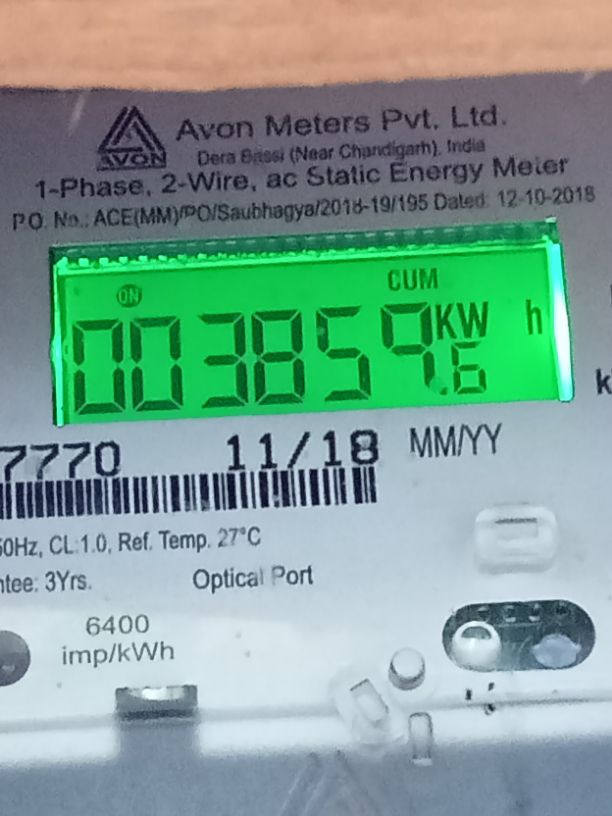 AVON
Avon Meters Pvt. Ltd.
Dera Bassi (Near Chandigarh), India
1-Phase, 2-Wire, ac Static Energy Meter
P.O. No.: ACE(MM)/PO/Saubhagya/2018-19/195 Dated: 12-10-2018
ON CUM
003859.6 KW h
k
7770 11/18 MM/YY
50Hz, CL:1.0, Ref. Temp. 27°C
ntee: 3Yrs. Optical Port
6400
imp/kWh